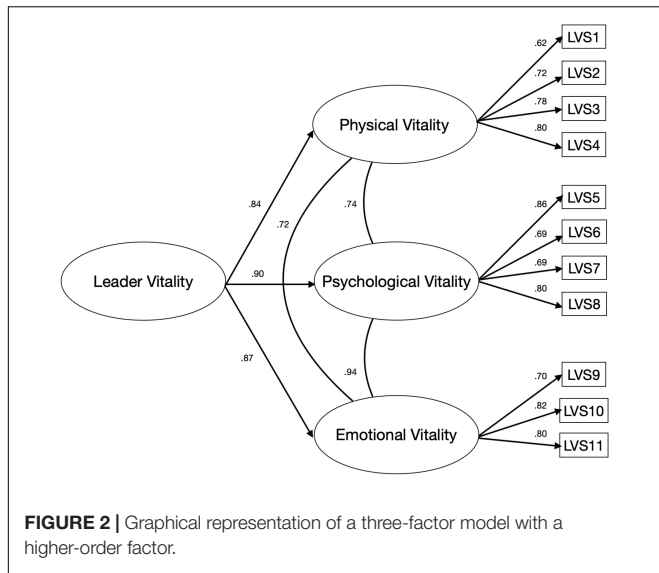 LVS1
.62
LVS2
.72
Physical Vitality
.78
LVS3
.80
LVS4
.84
.72
.74
.86
LVS5
.69
LVS6
Leader Vitality
.90
Psychological Vitality
.69
LVS7
.80
LVS8
.87
.94
.70
LVS9
.82
LVS10
Emotional Vitality
.80
LVS11
FIGURE 2 | Graphical representation of a three-factor model with a
higher-order factor.